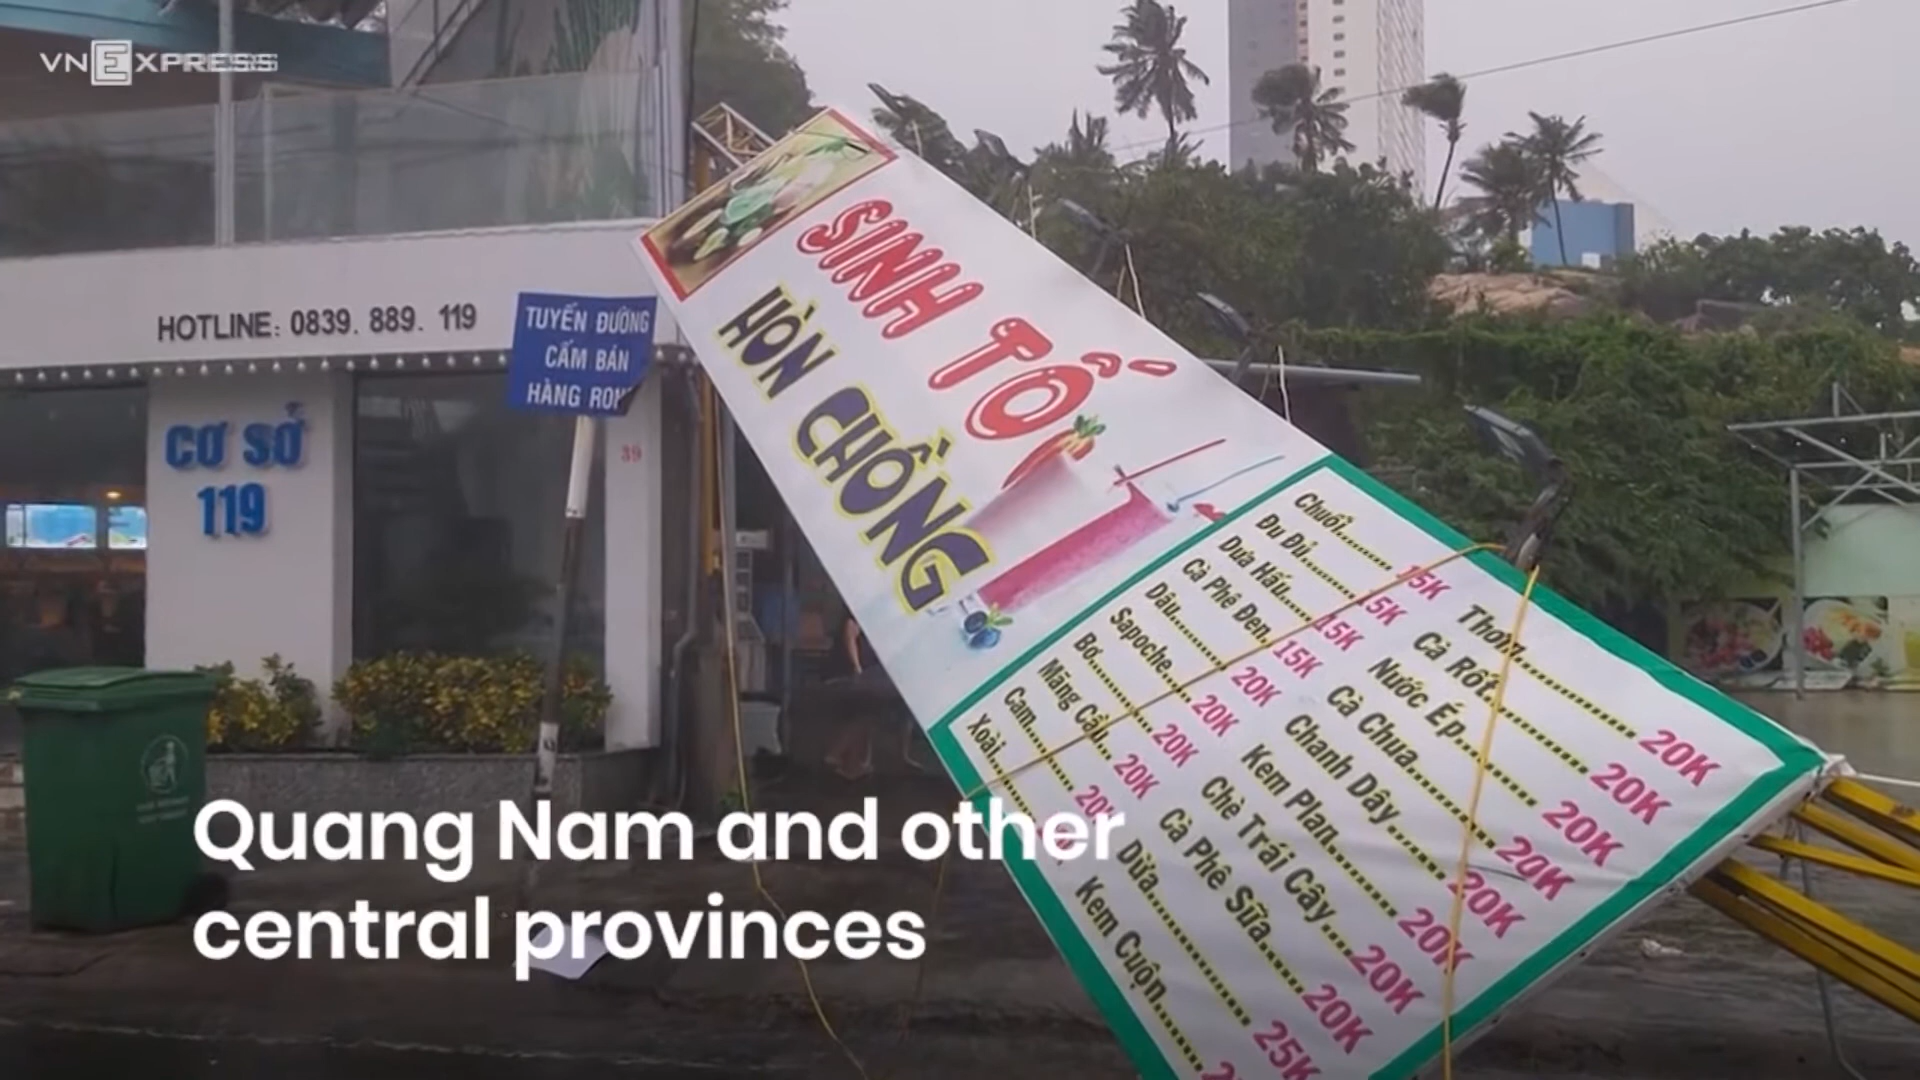 VNEXPRESS
HOTLINE: 0839. 889. 119
TUYẾN ĐƯỜNG
CẤM BÁN
HÀNG
CƠ SỞ
119
39
SINH TỐ
HÒN CHỒNG
Chuối 15K
Đu Đủ 15K
Dưa Hấu 15K
Cà Phê Đen 15K
Dâu 20K
Sapoche 20K
Bơ 20K
Mãng Cầu 20K
Cam
Xoài
Thơm 20K
Cà Rốt 20K
Nước Ép 20K
Cà Chua 20K
Chanh Dây 20K
Kem Plan 20K
Chè Trái Cây 20K
Cà Phê Sữa 20K
Dừa 25K
Kem Cuộn
Quang Nam and other
central provinces